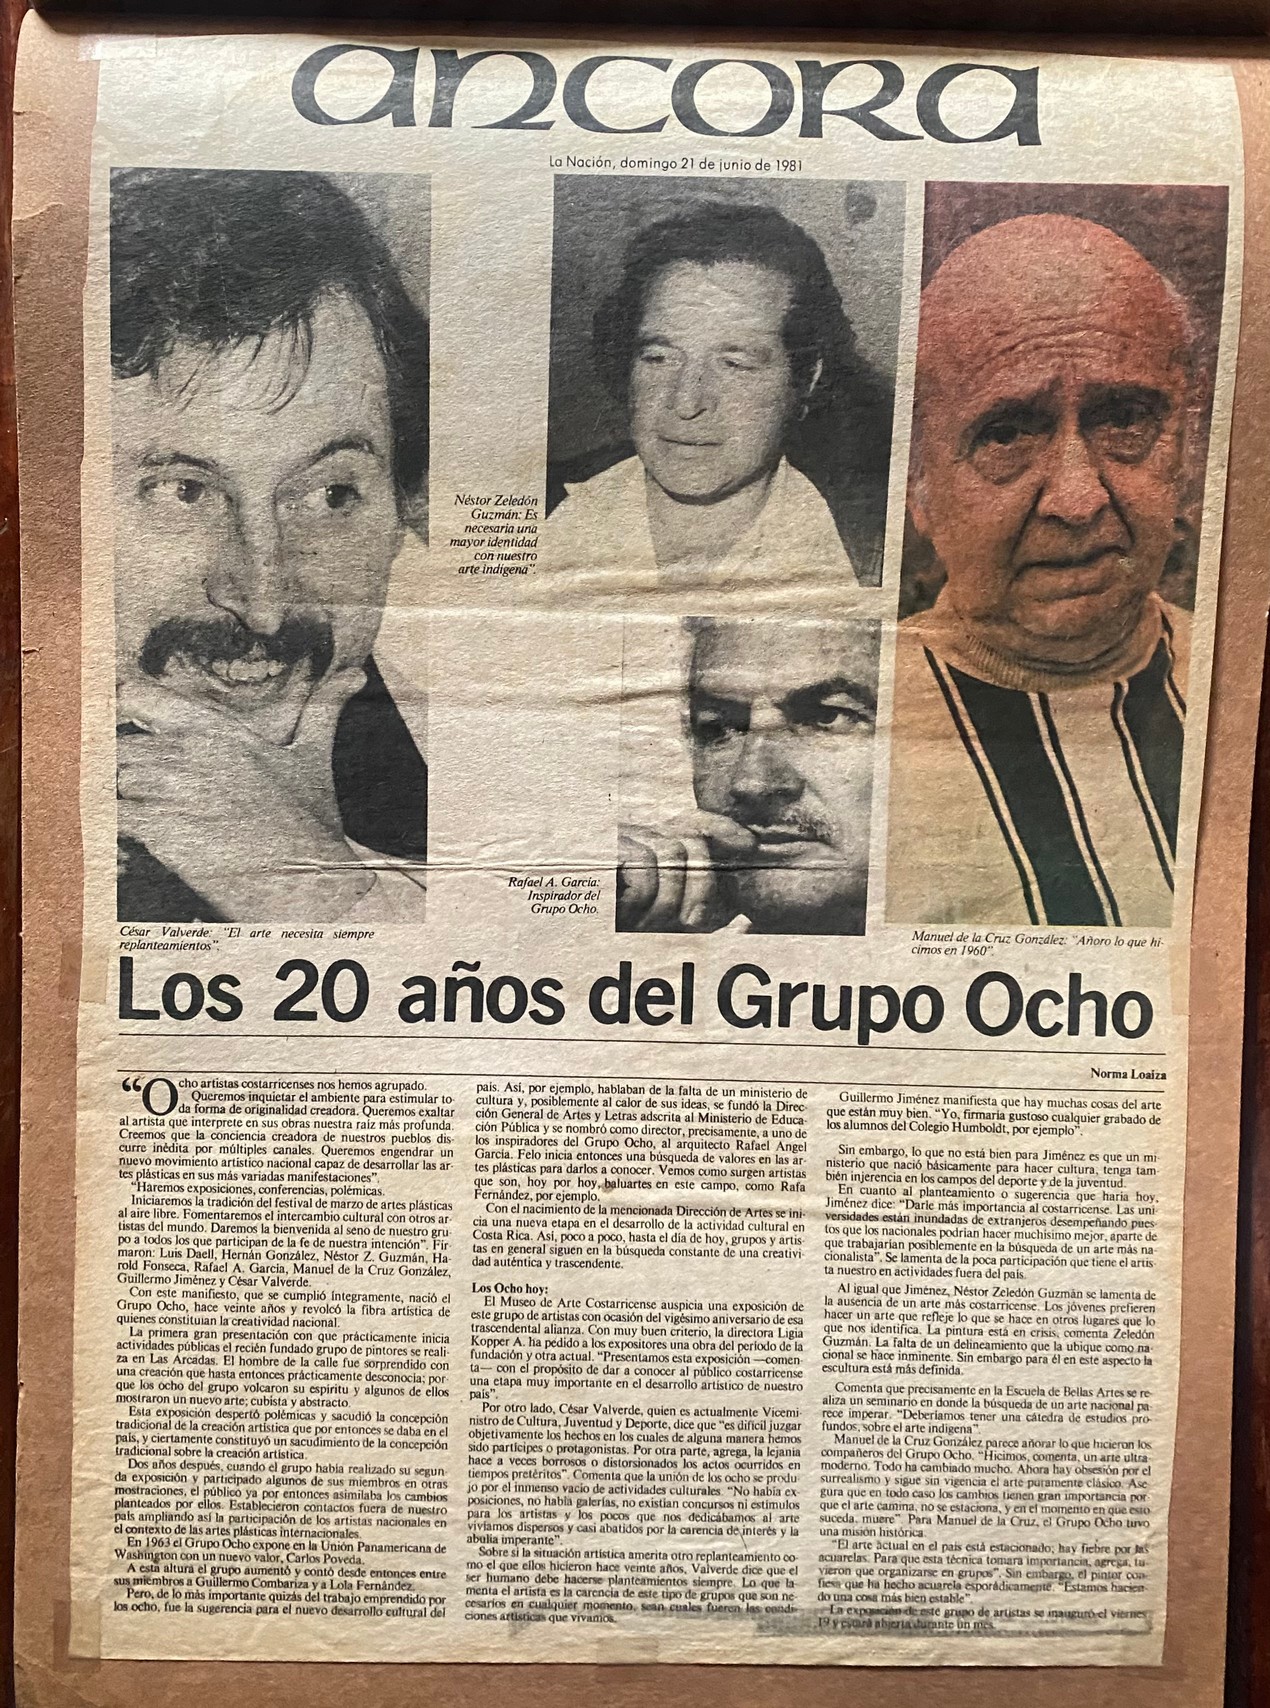 ancora
La Nación, domingo 21 de junio de 1981
Néstor Zeledón
Guzmán: Es
necesaria una
mayor identidad
con nuestro
arte indígena".
Rafael A. García:
Inspirador del
Grupo Ocho.
César Valverde: "El arte necesita siempre
replanteamientos".
Manuel de la Cruz González: "Añoro lo que hi-
cimos en 1960".
Los 20 años del Grupo Ocho
Norma Loaiza
"Ocho artistas costarricenses nos hemos agrupado.
Queremos inquietar el ambiente para estimular to-
da forma de originalidad creadora. Queremos exaltar
al artista que interprete en sus obras nuestra raíz más profunda.
Creemos que la conciencia creadora de nuestros pueblos dis-
curre inédita por múltiples canales. Queremos engendrar un
nuevo movimiento artístico nacional capaz de desarrollar las ar-
tes plásticas en sus más variadas manifestaciones".
"Haremos exposiciones, conferencias, polémicas.
Iniciaremos la tradición del festival de marzo de artes plásticas
al aire libre. Fomentaremos el intercambio cultural con otros ar-
tistas del mundo. Daremos la bienvenida al seno de nuestro gru-
po a todos los que participan de la fe de nuestra intención". Fir-
maron: Luis Daell, Hernán González, Néstor Z. Guzmán, Ha-
rold Fonseca, Rafael A. García, Manuel de la Cruz González,
Guillermo Jiménez y César Valverde.
Con este manifiesto, que se cumplió íntegramente, nació el
Grupo Ocho, hace veinte años y revolcó la fibra artística de
quienes constituían la creatividad nacional.
La primera gran presentación con que prácticamente inicia
actividades públicas el recién fundado grupo de pintores se reali-
za en Las Arcadas. El hombre de la calle fue sorprendido con
una creación que hasta entonces prácticamente desconocía; por-
que los ocho del grupo volcaron su espíritu y algunos de ellos
mostraron un nuevo arte; cubista y abstracto.
Esta exposición despertó polémicas y sacudió la concepción
tradicional de la creación artística que por entonces se daba en el
país, y ciertamente constituyó un sacudimiento de la concepción
tradicional sobre la creación artística.
Dos años después, cuando el grupo había realizado su segun-
da exposición y participado algunos de sus miembros en otras
mostraciones, el público ya por entonces asimilaba los cambios
planteados por ellos. Establecieron contactos fuera de nuestro
país ampliando así la participación de los artistas nacionales en
el contexto de las artes plásticas internacionales.
En 1963 el Grupo Ocho expone en la Unión Panamericana de
Washington con un nuevo valor, Carlos Poveda.
A esta altura el grupo aumentó y contó desde entonces entre
sus miembros a Guillermo Combariza y a Lola Fernández.
Pero, de lo más importante quizás del trabajo emprendido por
los ocho, fue la sugerencia para el nuevo desarrollo cultural del
país. Así, por ejemplo, hablaban de la falta de un ministerio de
cultura y, posiblemente al calor de sus ideas, se fundó la Direc-
ción General de Artes y Letras adscrita al Ministerio de Educa-
ción Pública y se nombró como director, precisamente, a uno de
los inspiradores del Grupo Ocho, al arquitecto Rafael Angel
García. Felo inicia entonces una búsqueda de valores en las ar-
tes plásticas para darlos a conocer. Vemos como surgen artistas
que son, hoy por hoy, baluartes en este campo, como Rafa
Fernández, por ejemplo.
Con el nacimiento de la mencionada Dirección de Artes se ini-
cia una nueva etapa en el desarrollo de la actividad cultural en
Costa Rica. Así, poco a poco, hasta el día de hoy, grupos y artis-
tas en general siguen en la búsqueda constante de una creativi-
dad auténtica y trascendente.
Los Ocho hoy:
El Museo de Arte Costarricense auspicia una exposición de
este grupo de artistas con ocasión del vigésimo aniversario de esa
trascendental alianza. Con muy buen criterio, la directora Ligia
Kopper A. ha pedido a los expositores una obra del período de la
fundación y otra actual. "Presentamos esta exposición —comen-
ta— con el propósito de dar a conocer al público costarricense
una etapa muy importante en el desarrollo artístico de nuestro
país".
Por otro lado, César Valverde, quien es actualmente Vicemi-
nistro de Cultura, Juventud y Deporte, dice que "es difícil juzgar
objetivamente los hechos en los cuales de alguna manera hemos
sido partícipes o protagonistas. Por otra parte, agrega, la lejanía
hace a veces borrosos o distorsionados los actos ocurridos en
tiempos pretéritos". Comenta que la unión de los ocho se produ-
jo por el inmenso vacío de actividades culturales. "No había ex-
posiciones, no había galerías, no existían concursos ni estímulos
para los artistas y los pocos que nos dedicábamos al arte
vivíamos dispersos y casi abatidos por la carencia de interés y la
abulia imperante".
Sobre si la situación artística amerita otro replanteamiento co-
mo el que ellos hicieron hace veinte años, Valverde dice que el
ser humano debe hacerse planteamientos siempre. Lo que la-
menta el artista es la carencia de este tipo de grupos que son ne-
cesarios en cualquier momento, sean cuales fueren las condi-
ciones artísticas que vivamos.
Guillermo Jiménez manifiesta que hay muchas cosas del arte
que están muy bien. "Yo, firmaría gustoso cualquier grabado de
los alumnos del Colegio Humboldt, por ejemplo".
Sin embargo, lo que no está bien para Jiménez es que un mi-
nisterio que nació básicamente para hacer cultura, tenga tam-
bién injerencia en los campos del deporte y de la juventud.
En cuanto al planteamiento o sugerencia que haría hoy,
Jiménez dice: "Darle más importancia al costarricense. Las uni-
versidades están inundadas de extranjeros desempeñando pues-
tos que los nacionales podrían hacer muchísimo mejor, aparte de
que trabajarían posiblemente en la búsqueda de un arte más na-
cionalista". Se lamenta de la poca participación que tiene el artis-
ta nuestro en actividades fuera del país.
Al igual que Jiménez, Néstor Zeledón Guzmán se lamenta de
la ausencia de un arte más costarricense. Los jóvenes prefieren
hacer un arte que refleje lo que se hace en otros lugares que lo
que nos identifica. La pintura está en crisis, comenta Zeledón
Guzmán. La falta de un delineamiento que la ubique como na-
cional se hace inminente. Sin embargo para él en este aspecto la
escultura está más definida.
Comenta que precisamente en la Escuela de Bellas Artes se re-
aliza un seminario en donde la búsqueda de un arte nacional pa-
rece imperar. "Deberíamos tener una cátedra de estudios pro-
fundos, sobre el arte indígena".
Manuel de la Cruz González parece añorar lo que hicieron los
compañeros del Grupo Ocho. "Hicimos, comenta, un arte ultra-
moderno. Todo ha cambiado mucho. Ahora hay obsesión por el
surrealismo y sigue sin vigencia el arte puramente clásico. Ase-
gura que en todo caso los cambios tienen gran importancia por-
que el arte camina, no se estaciona, y en el momento en que esto
suceda, muere". Para Manuel de la Cruz, el Grupo Ocho tuvo
una misión histórica.
"El arte actual en el país está estacionado; hay fiebre por las
acuarelas. Para que esta técnica tomara importancia, agrega, tu-
vieron que organizarse en grupos". Sin embargo, el pintor con-
fiesa que ha hecho acuarela esporádicamente. "Estamos hacien-
do una cosa más bien estable".
La exposición de este grupo de artistas se inauguró el viernes
19 y estará abierta durante un mes.